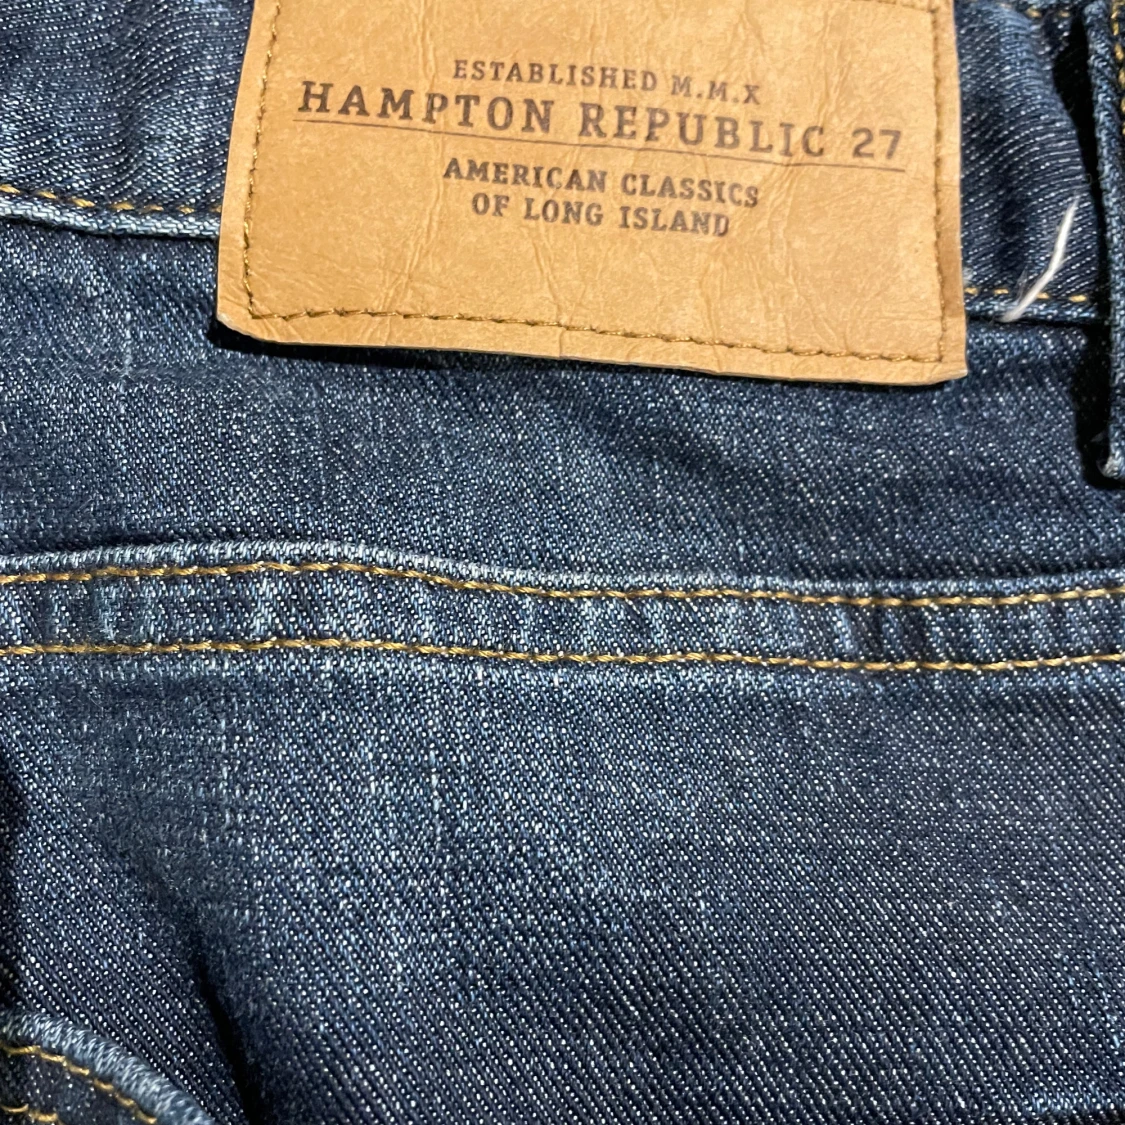 ESTABLISHED M.M.X
HAMPTON REPUBLIC 27
AMERICAN CLASSICS
OF LONG ISLAND